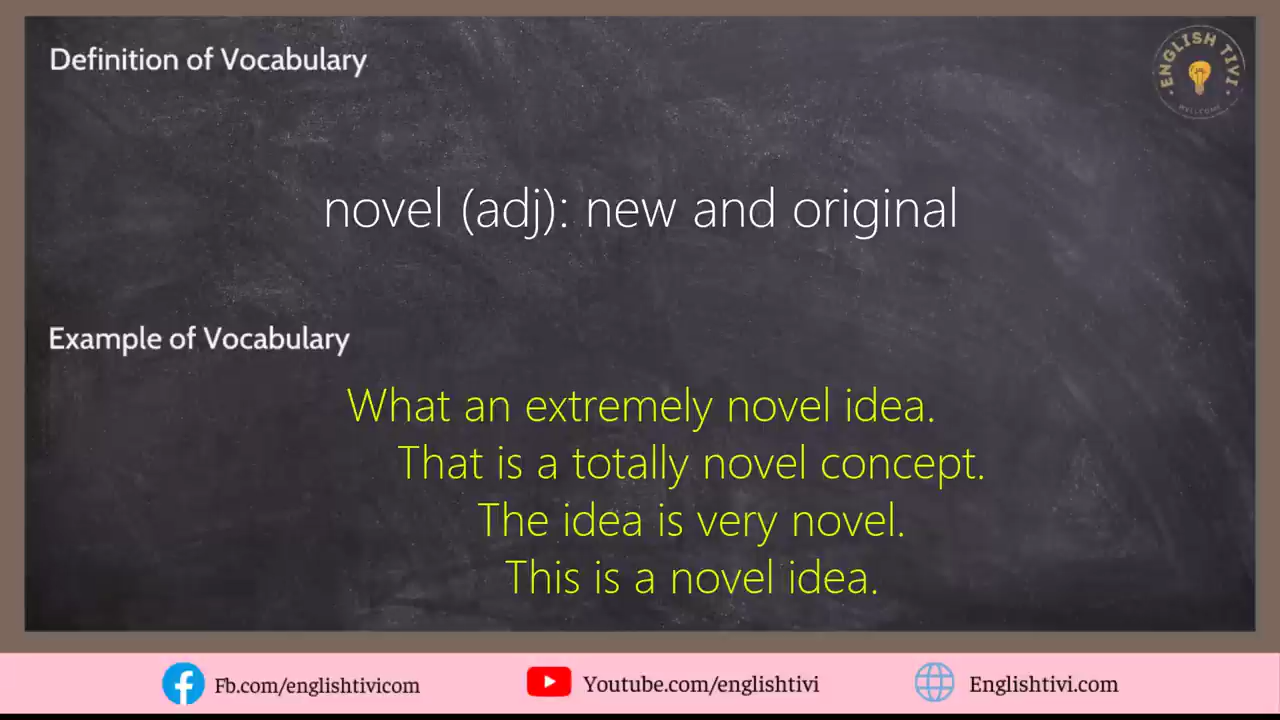 Definition of Vocabulary
ENGLISH TIVI
WELLCOME
novel (adj): new and original
Example of Vocabulary
What an extremely novel idea.
That is a totally novel concept.
The idea is very novel.
This is a novel idea.
Fb.com/englishtivicom
Youtube.com/englishtivi
Englishtivi.com